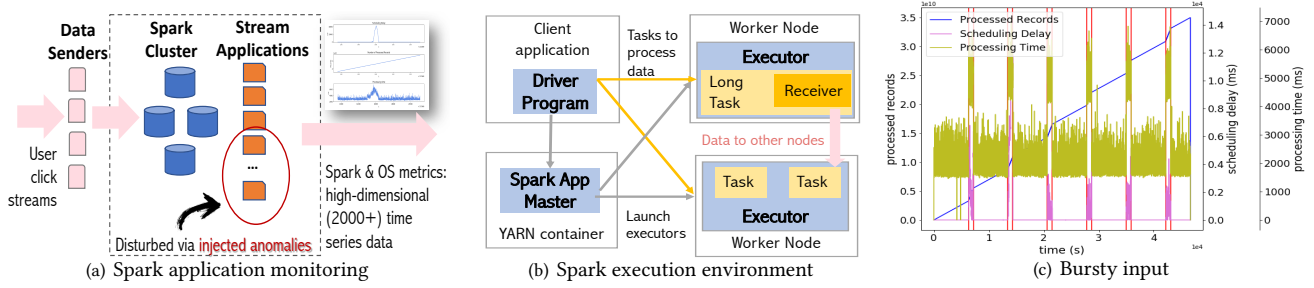 Data
Senders
Spark
Cluster
Stream
Applications
User
click
streams
...
Spark & OS metrics:
high-dimensional
(2000+) time
series data
Disturbed via injected anomalies
(a) Spark application monitoring
Client
application
Driver
Program
Tasks to
process
data
Worker Node
Executor
Long
Task
Receiver
Data to other nodes
Spark App
Master
YARN container
Launch
executors
Task
Task
Executor
Worker Node
(b) Spark execution environment
1e10
3.5
3.0
2.5
2.0
1.5
1.0
0.5
0.0
processed records
Processed Records
Scheduling Delay
Processing Time
1.4
1.2
1.0
0.8
0.6
0.4
0.2
0.0
scheduling delay (ms)
1e4
7000
6000
5000
4000
3000
2000
1000
0
processing time (ms)
0
1
2
3
4
1e4
time (s)
(c) Bursty input